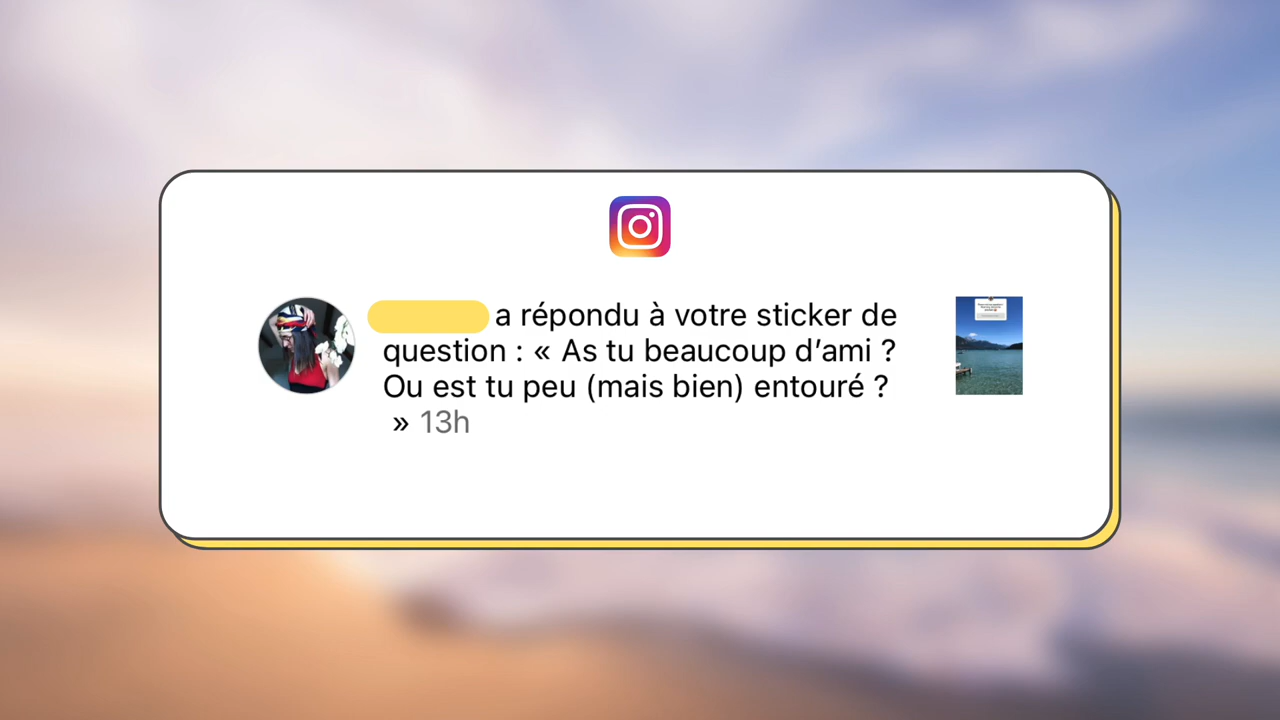 a répondu à votre sticker de
question : « As tu beaucoup d’ami ?
Ou est tu peu (mais bien) entouré ?
» 13h